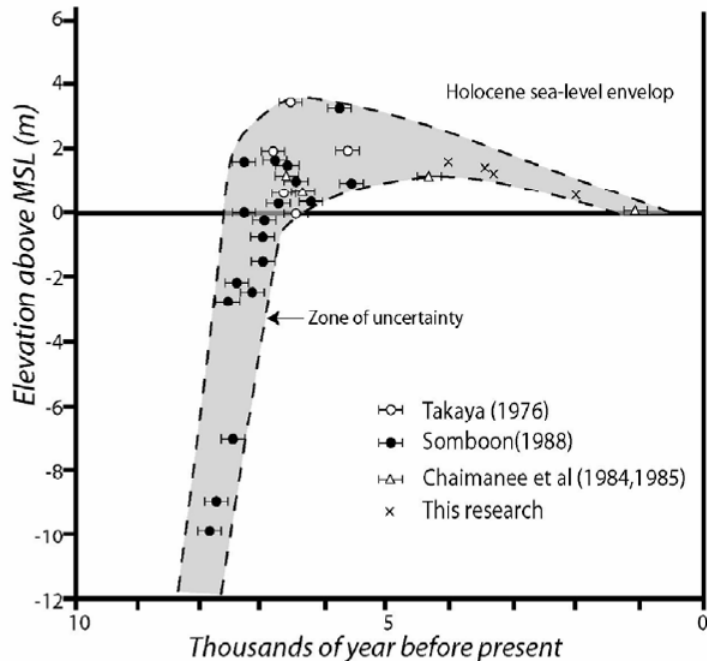 6
4
Holocene sea-level envelop
2
0
-2
Zone of uncertainty
-4
-6
Takaya (1976)
Somboon(1988)
-8
Chaimanee et al (1984,1985)
This research
-10
-12
10
5
0
Elevation above MSL (m)
Thousands of year before present